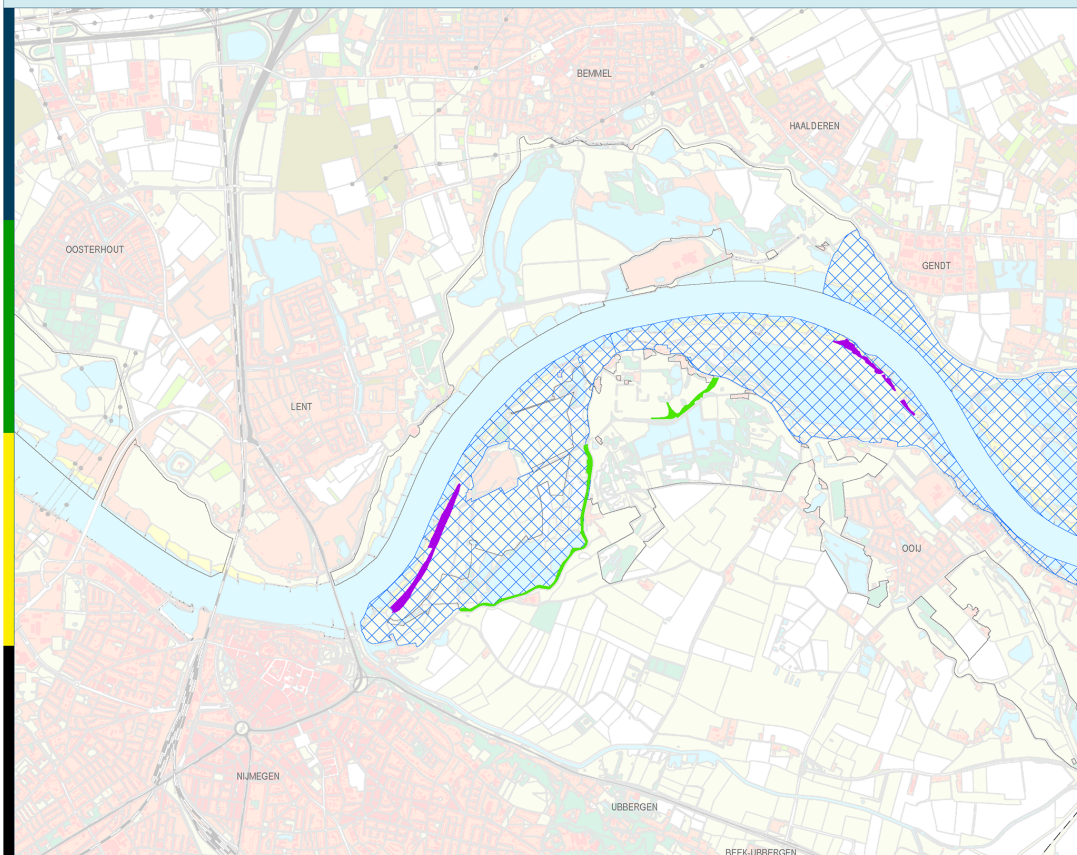 BEMMEL
HAALDEREN
OOSTERHOUT
GENDT
LENT
OOIJ
NIJMEGEN
UBBERGEN
BEEK-UBBERGEN